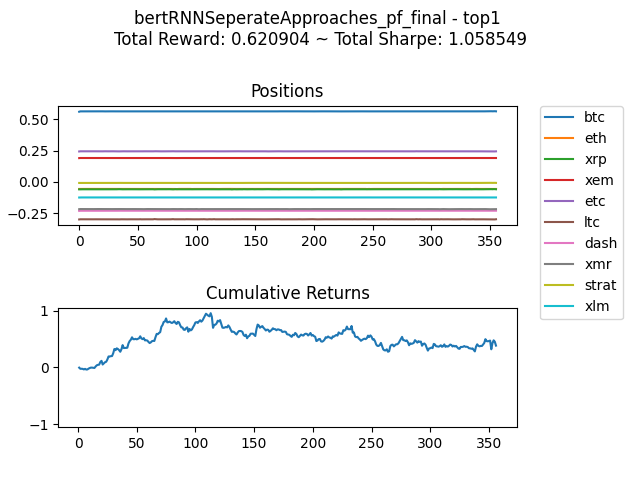 bertRNNSeperateApproaches_pf_final - top1
Total Reward: 0.620904 ~ Total Sharpe: 1.058549
Positions
0.50
0.25
0.00
−0.25
0 50 100 150 200 250 300 350
btc
eth
xrp
xem
etc
ltc
dash
xmr
strat
xlm
Cumulative Returns
1
0
−1
0 50 100 150 200 250 300 350